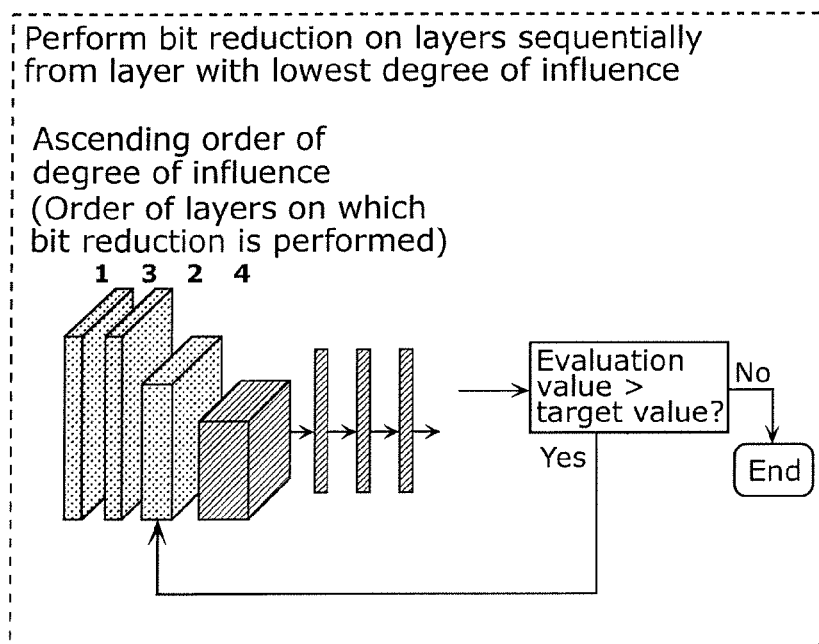 Perform bit reduction on layers sequentially
from layer with lowest degree of influence
Ascending order of
degree of influence
(Order of layers on which
bit reduction is performed)
1 3 2 4
Evaluation
value >
target value?
No
Yes
End